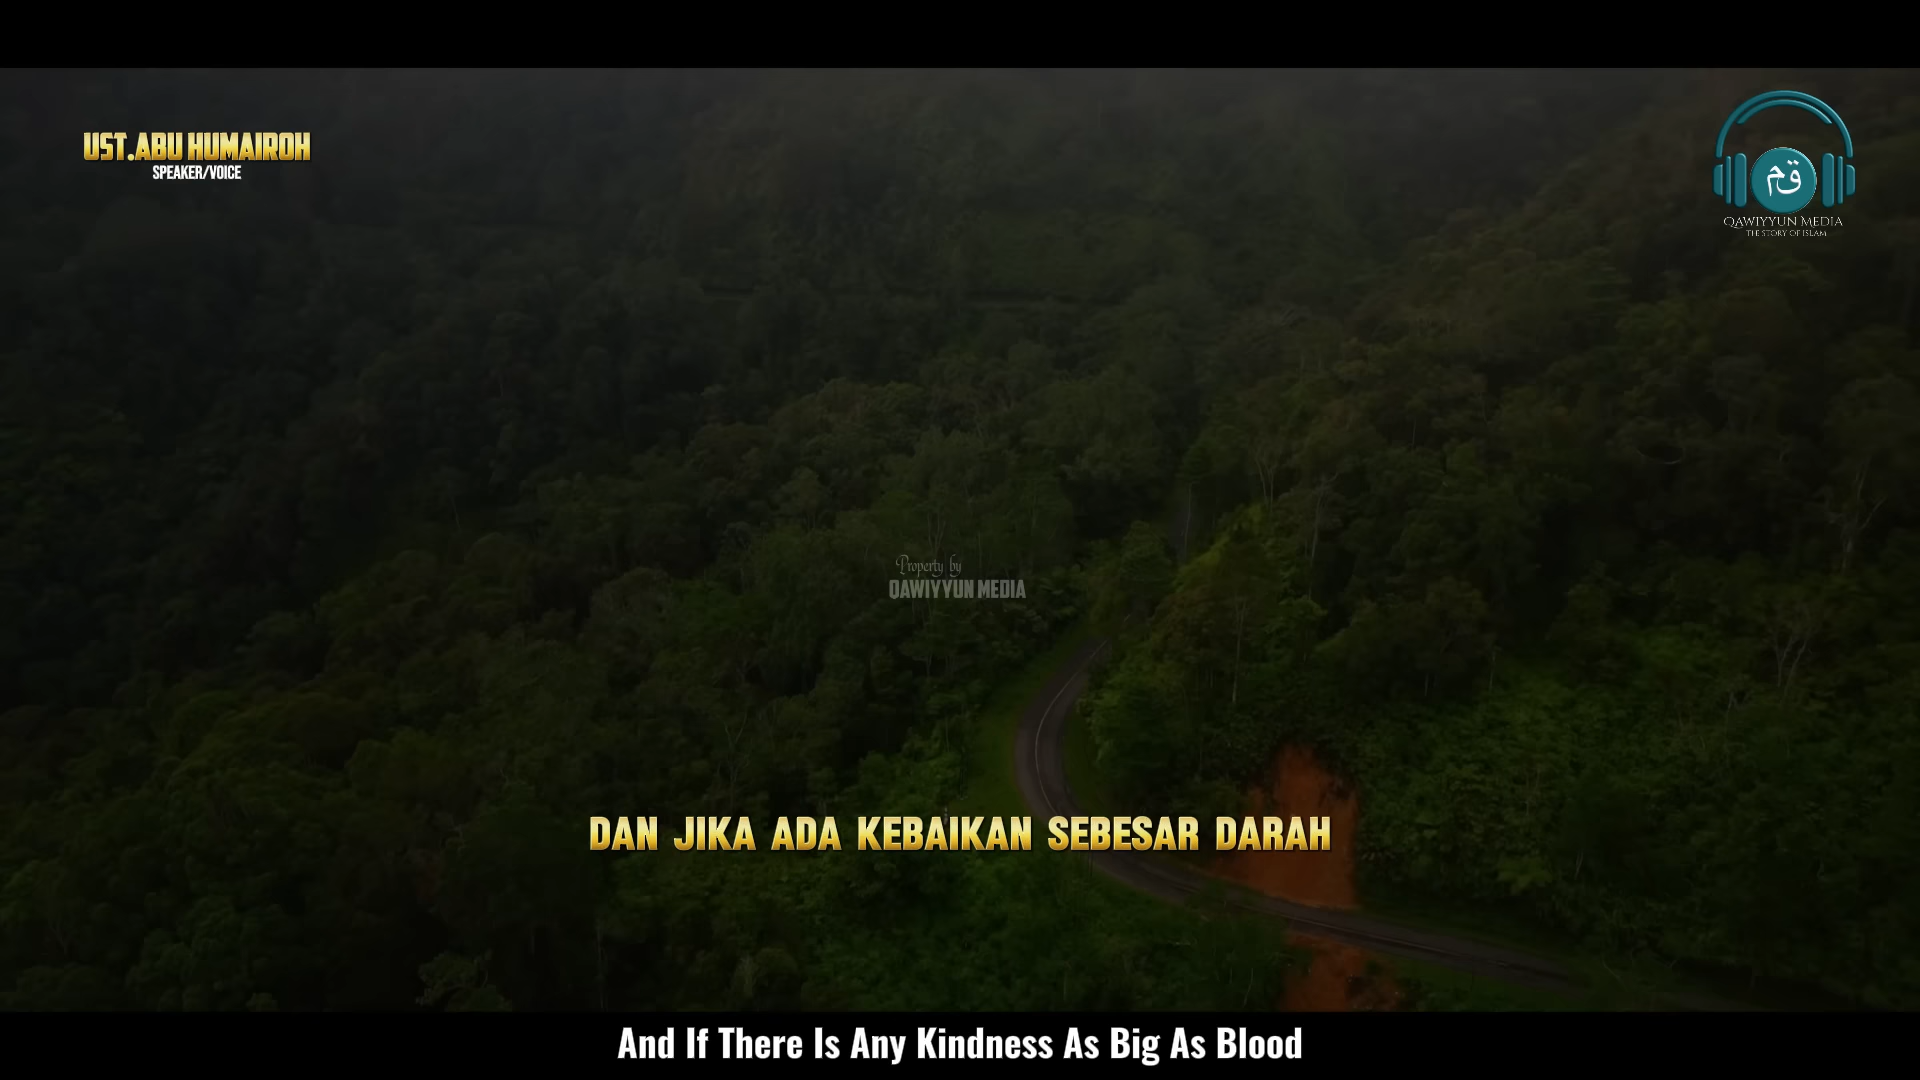 UST.ABU HUMAIROH
SPEAKER/VOICE
قم
QAWIYYUN MEDIA
THE STORY OF ISLAM
Property by
QAWIYYUN MEDIA
DAN JIKA ADA KEBAIKAN SEBESAR DARAH
And If There Is Any Kindness As Big As Blood